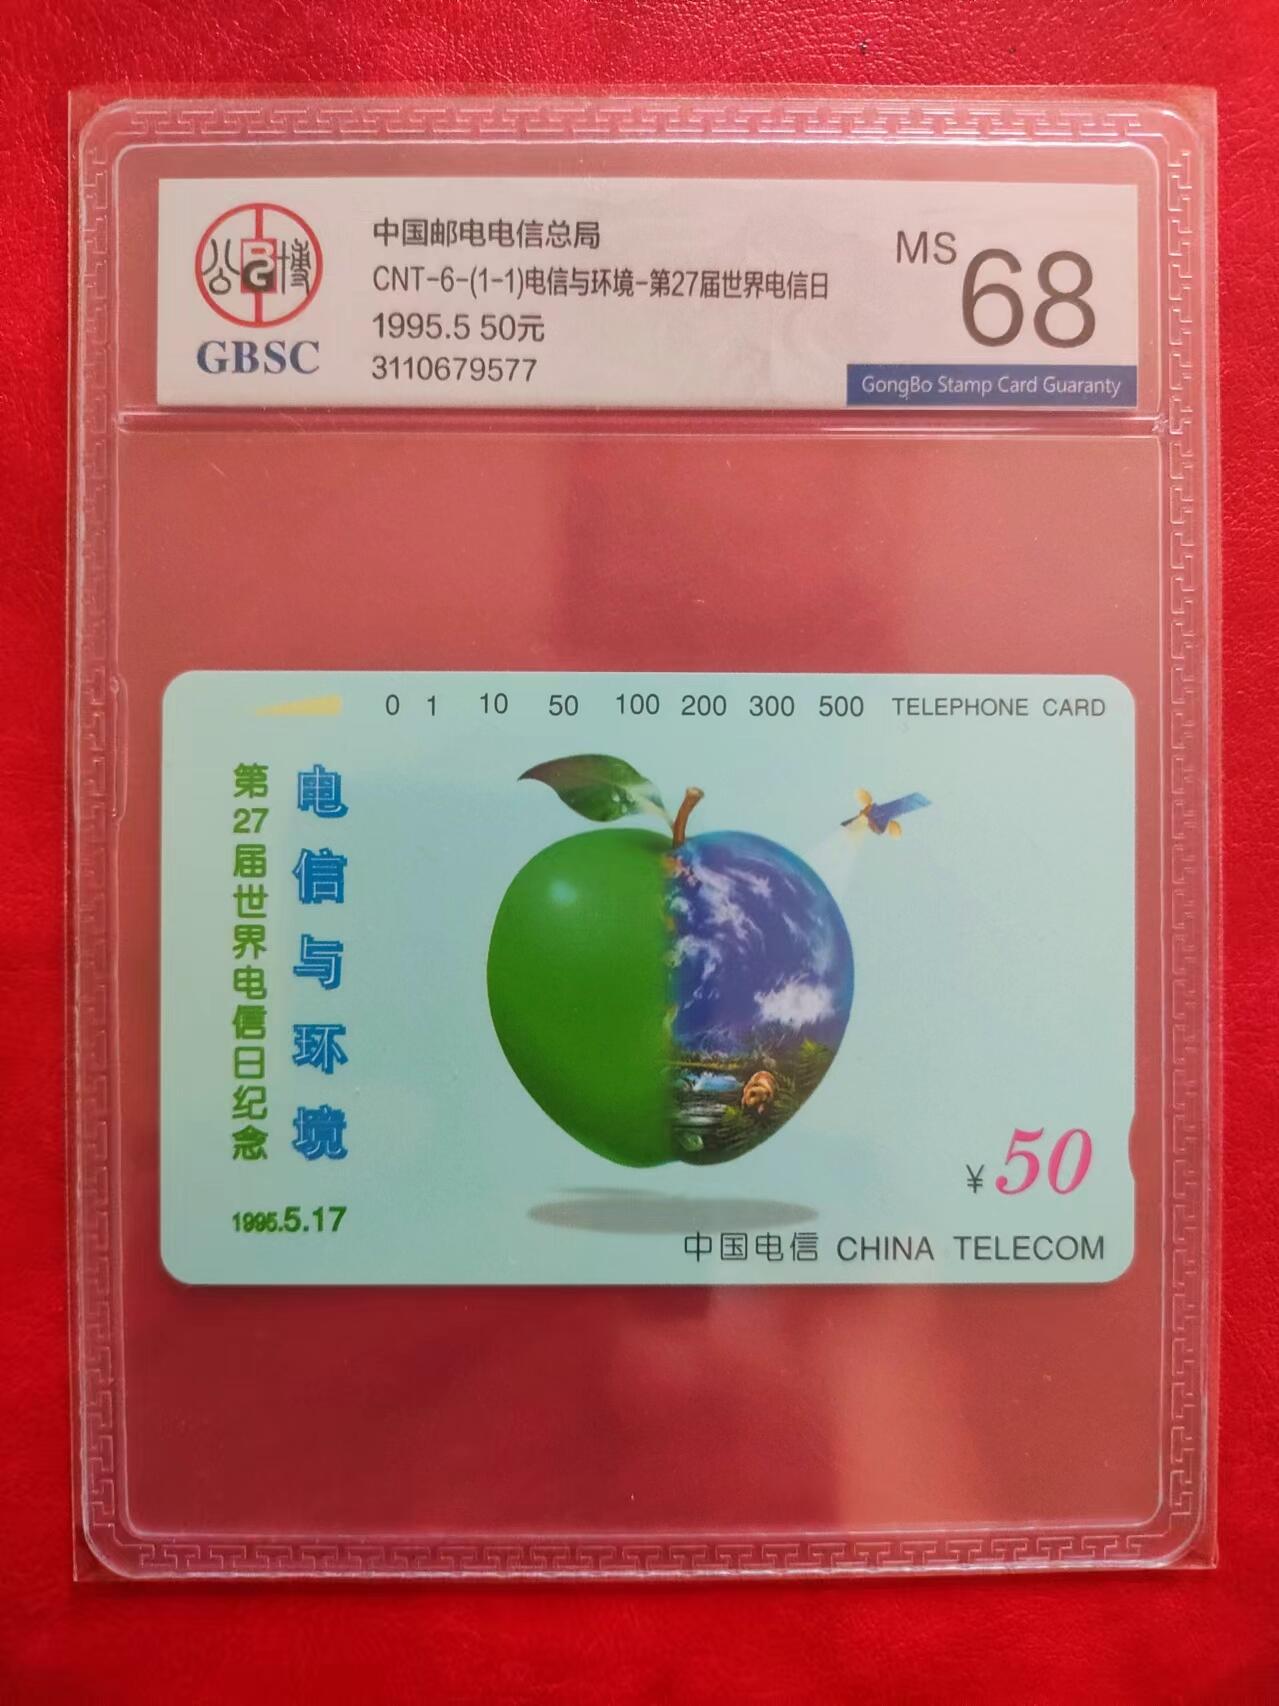 公博
BG
GBSC
中国邮电电信总局
CNT-6-(1-1)电信与环境-第27届世界电信日
1995.5 50元
3110679577
MS 68
GongBo Stamp Card Guaranty
0 1 10 50 100 200 300 500 TELEPHONE CARD
电信与环境
第27届世界电信日纪念
1995.5.17
¥50
中国电信 CHINA TELECOM